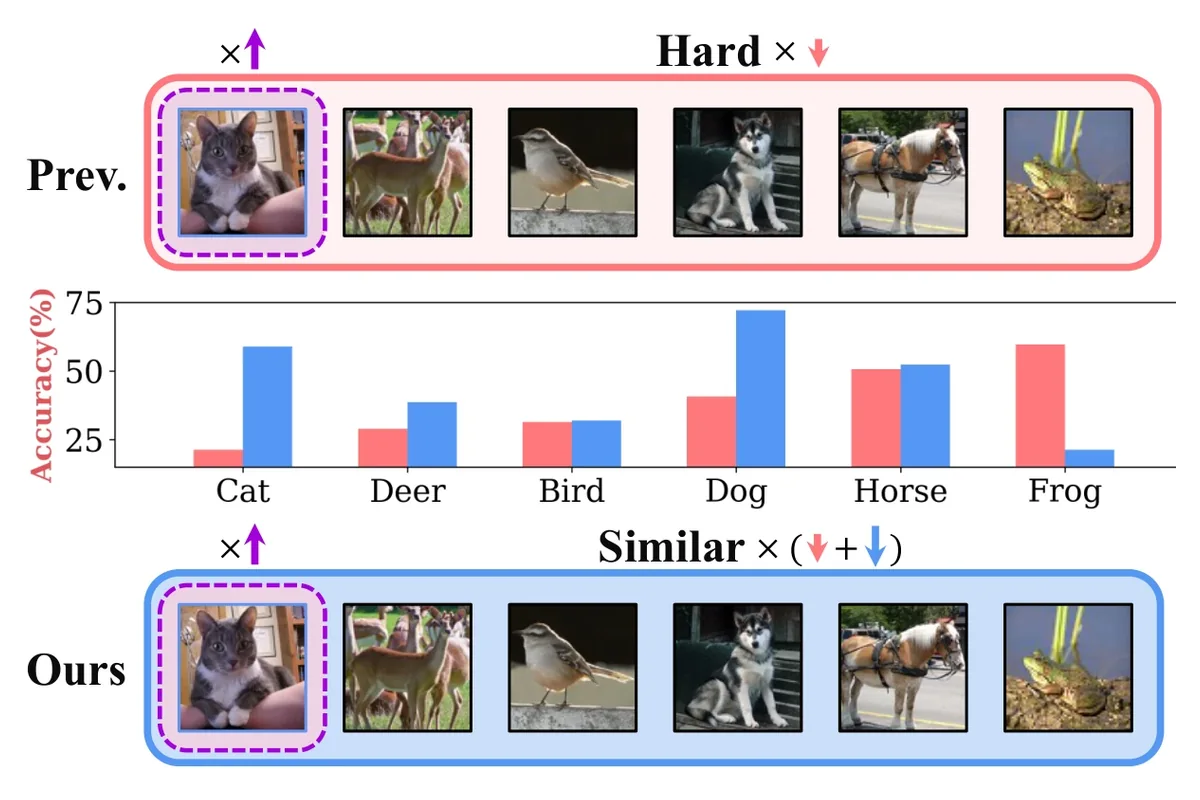 × Hard ×
Prev.
Accuracy(%)
75
50
25
Cat Deer Bird Dog Horse Frog
× Similar × ( + )
Ours